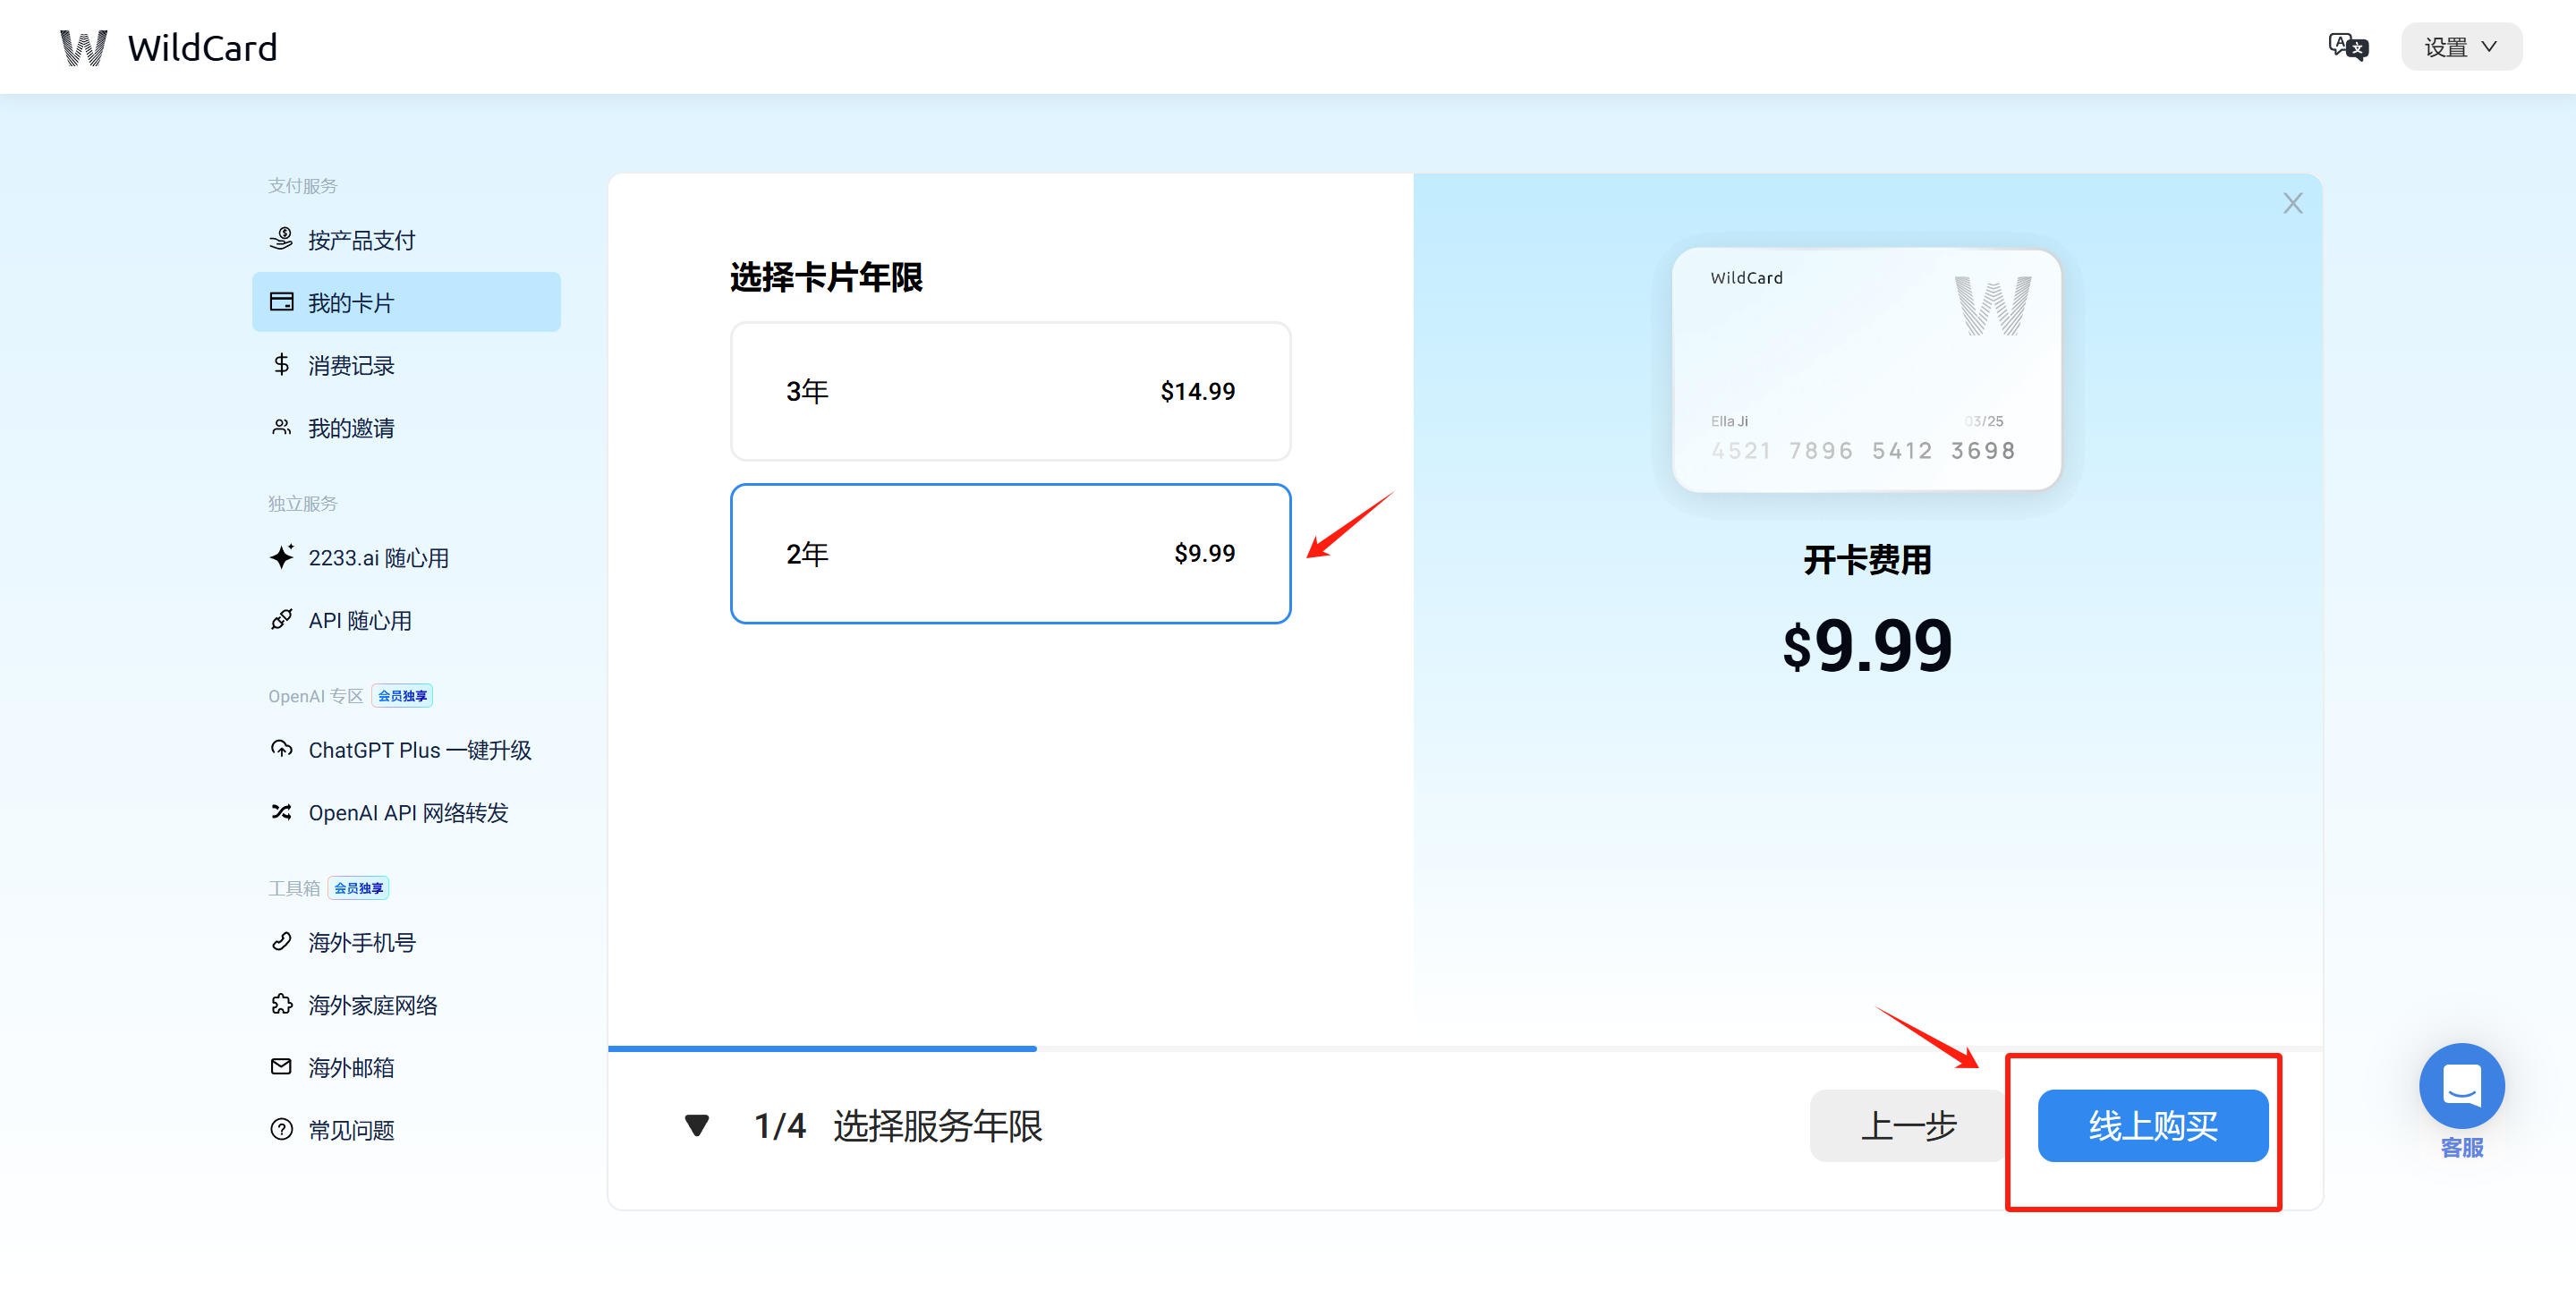 WildCard
设置
支付服务
按产品支付
我的卡片
消费记录
我的邀请
独立服务
2233.ai 随心用
API 随心用
OpenAI 专区 会员独享
ChatGPT Plus 一键升级
OpenAI API 网络转发
工具箱 会员独享
海外手机号
海外家庭网络
海外邮箱
常见问题
选择卡片年限
3年 $14.99
2年 $9.99
WildCard
Ella Ji 03/25
4521 7896 5412 3698
开卡费用
$9.99
1/4 选择服务年限
上一步
线上购买
客服